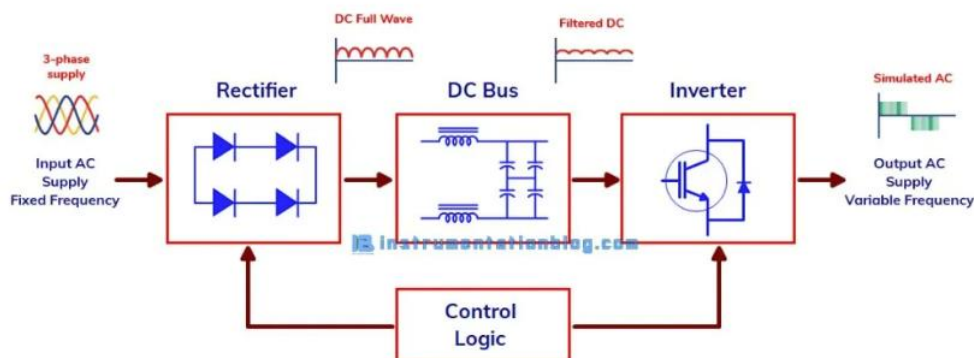 DC Full Wave
Filtered DC
3-phase
supply
Simulated AC
Rectifier
DC Bus
Inverter
Input AC
Supply
Fixed Frequency
Output AC
Supply
Variable Frequency
instrumentationblog.com
Control
Logic